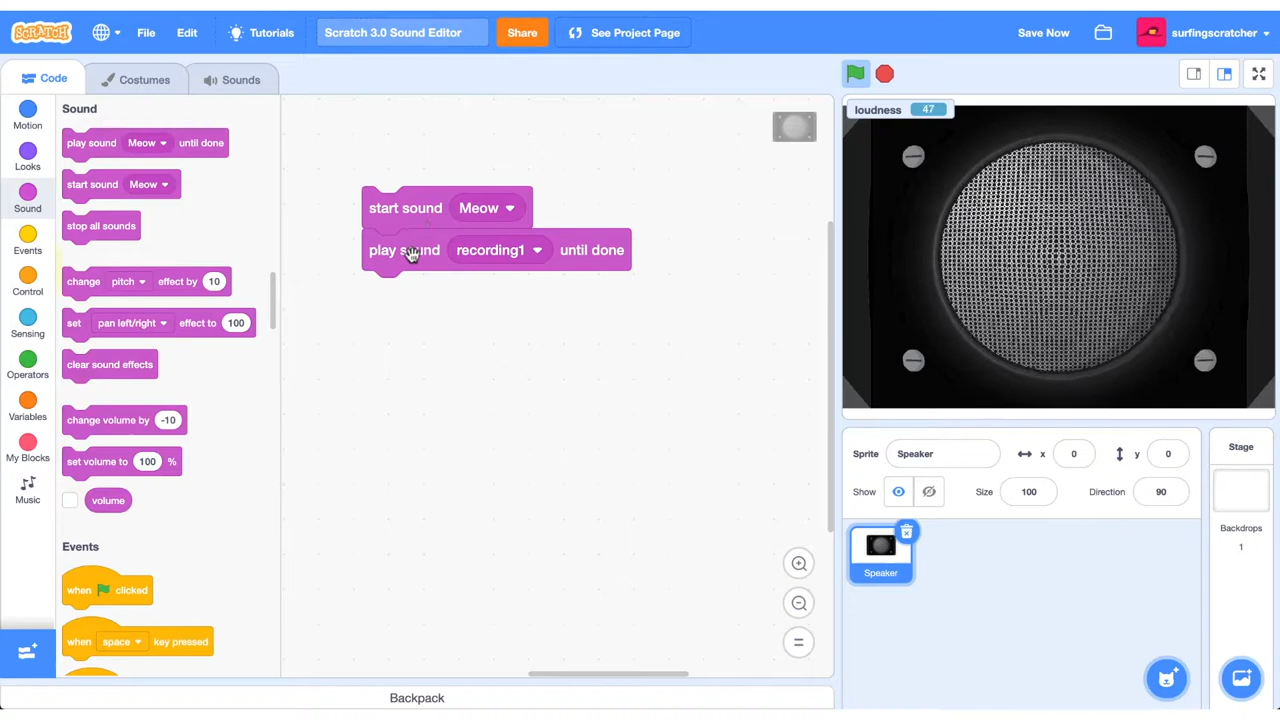 SCRATCH File Edit Tutorials Scratch 3.0 Sound Editor Share See Project Page Save Now surfingscratcher
Code Costumes Sounds
Motion
Looks
Sound
Events
Control
Sensing
Operators
Variables
My Blocks
Music
Sound
play sound Meow until done
start sound Meow
stop all sounds
change pitch effect by 10
set pan left/right effect to 100
clear sound effects
change volume by -10
set volume to 100 %
volume
Events
when clicked
when space key pressed
start sound Meow
play sound recording1 until done
Backpack
loudness 47
Sprite Speaker x 0 y 0
Show Size 100 Direction 90
Speaker
Stage
Backdrops
1